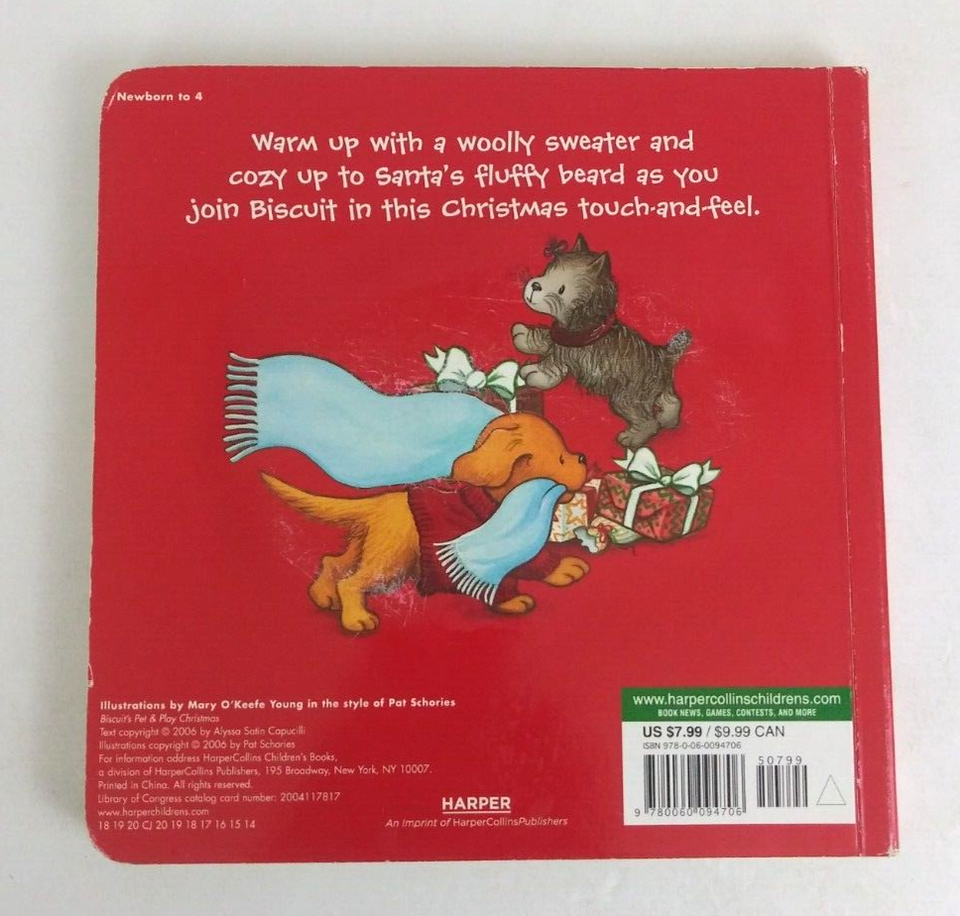 Newborn to 4
Warm up with a woolly sweater and
cozy up to Santa's fluffy beard as you
join Biscuit in this Christmas touch-and-feel.
Illustrations by Mary O'Keefe Young in the style of Pat Schories
Biscuit's Pet & Play Christmas
Text copyright © 2006 by Alyssa Satin Capucilli
Illustrations copyright © 2006 by Pat Schories
For information address HarperCollins Children's Books,
a division of HarperCollins Publishers, 195 Broadway, New York, NY 10007.
Printed in China. All rights reserved.
Library of Congress catalog card number: 2004117817
www.harperchildrens.com
18 19 20 CJ 20 19 18 17 16 15 14
HARPER
An Imprint of HarperCollinsPublishers
www.harpercollinschildrens.com
BOOK NEWS, GAMES, CONTESTS, AND MORE
US $7.99 / $9.99 CAN
ISBN 978-0-06-0094706
50799
9 780060 094706